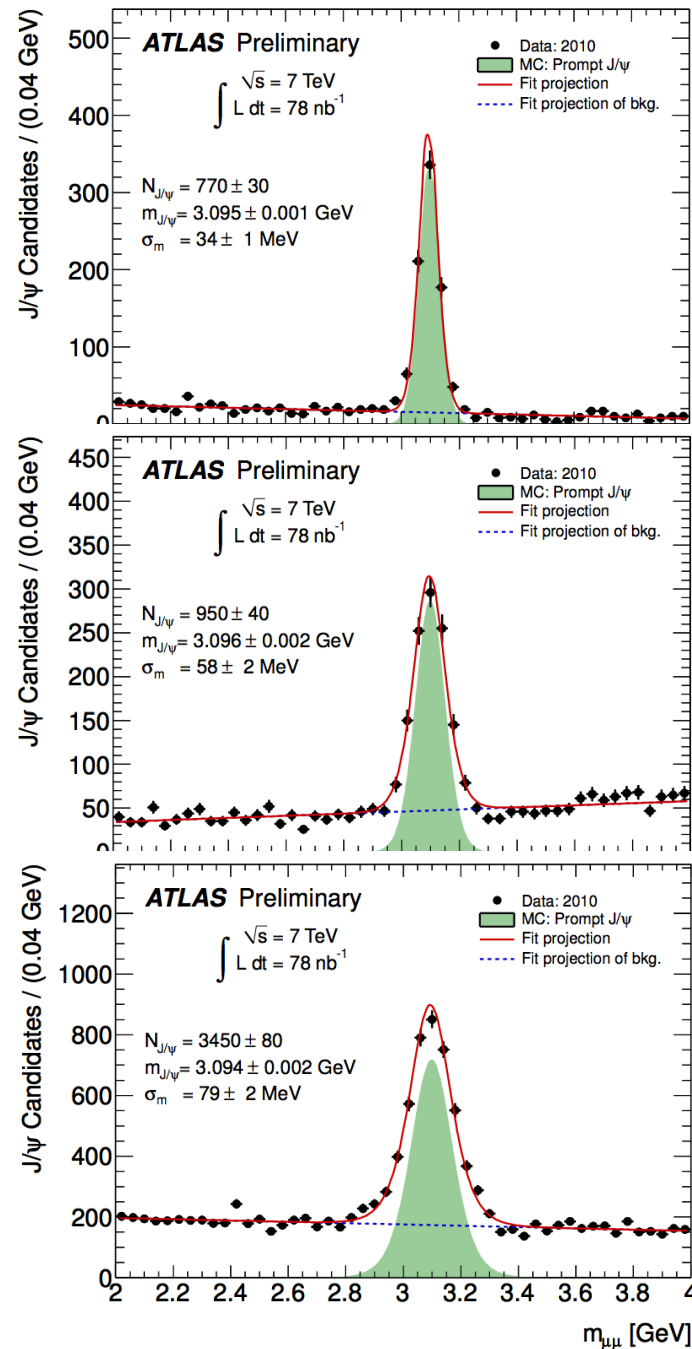 J/ψ Candidates / (0.04 GeV)
500
400
300
200
100
0
ATLAS Preliminary
√s = 7 TeV
∫ L dt = 78 nb⁻¹
N_J/ψ = 770 ± 30
m_J/ψ = 3.095 ± 0.001 GeV
σ_m = 34 ± 1 MeV
Data: 2010
MC: Prompt J/ψ
Fit projection
Fit projection of bkg.
J/ψ Candidates / (0.04 GeV)
450
400
350
300
250
200
150
100
50
0
ATLAS Preliminary
√s = 7 TeV
∫ L dt = 78 nb⁻¹
N_J/ψ = 950 ± 40
m_J/ψ = 3.096 ± 0.002 GeV
σ_m = 58 ± 2 MeV
Data: 2010
MC: Prompt J/ψ
Fit projection
Fit projection of bkg.
J/ψ Candidates / (0.04 GeV)
1200
1000
800
600
400
200
0
ATLAS Preliminary
√s = 7 TeV
∫ L dt = 78 nb⁻¹
N_J/ψ = 3450 ± 80
m_J/ψ = 3.094 ± 0.002 GeV
σ_m = 79 ± 2 MeV
Data: 2010
MC: Prompt J/ψ
Fit projection
Fit projection of bkg.
2 2.2 2.4 2.6 2.8 3 3.2 3.4 3.6 3.8 4
m_μμ [GeV]